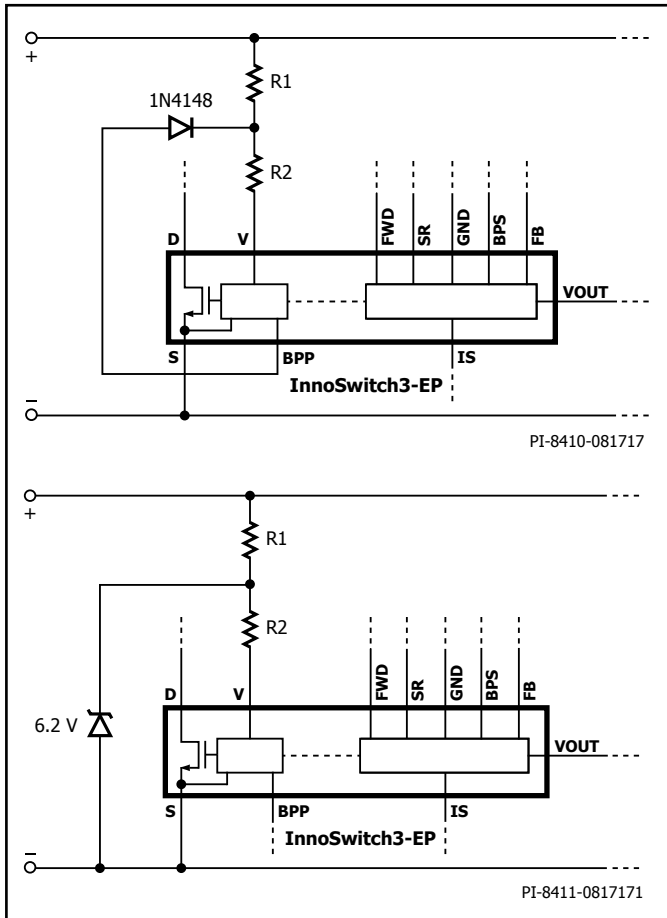 +
R1
1N4148
R2
D V FWD SR GND BPS FB
VOUT
S BPP IS
InnoSwitch3-EP
−
PI-8410-081717
+
R1
R2
D V FWD SR GND BPS FB
6.2 V
VOUT
S BPP IS
InnoSwitch3-EP
−
PI-8411-0817171